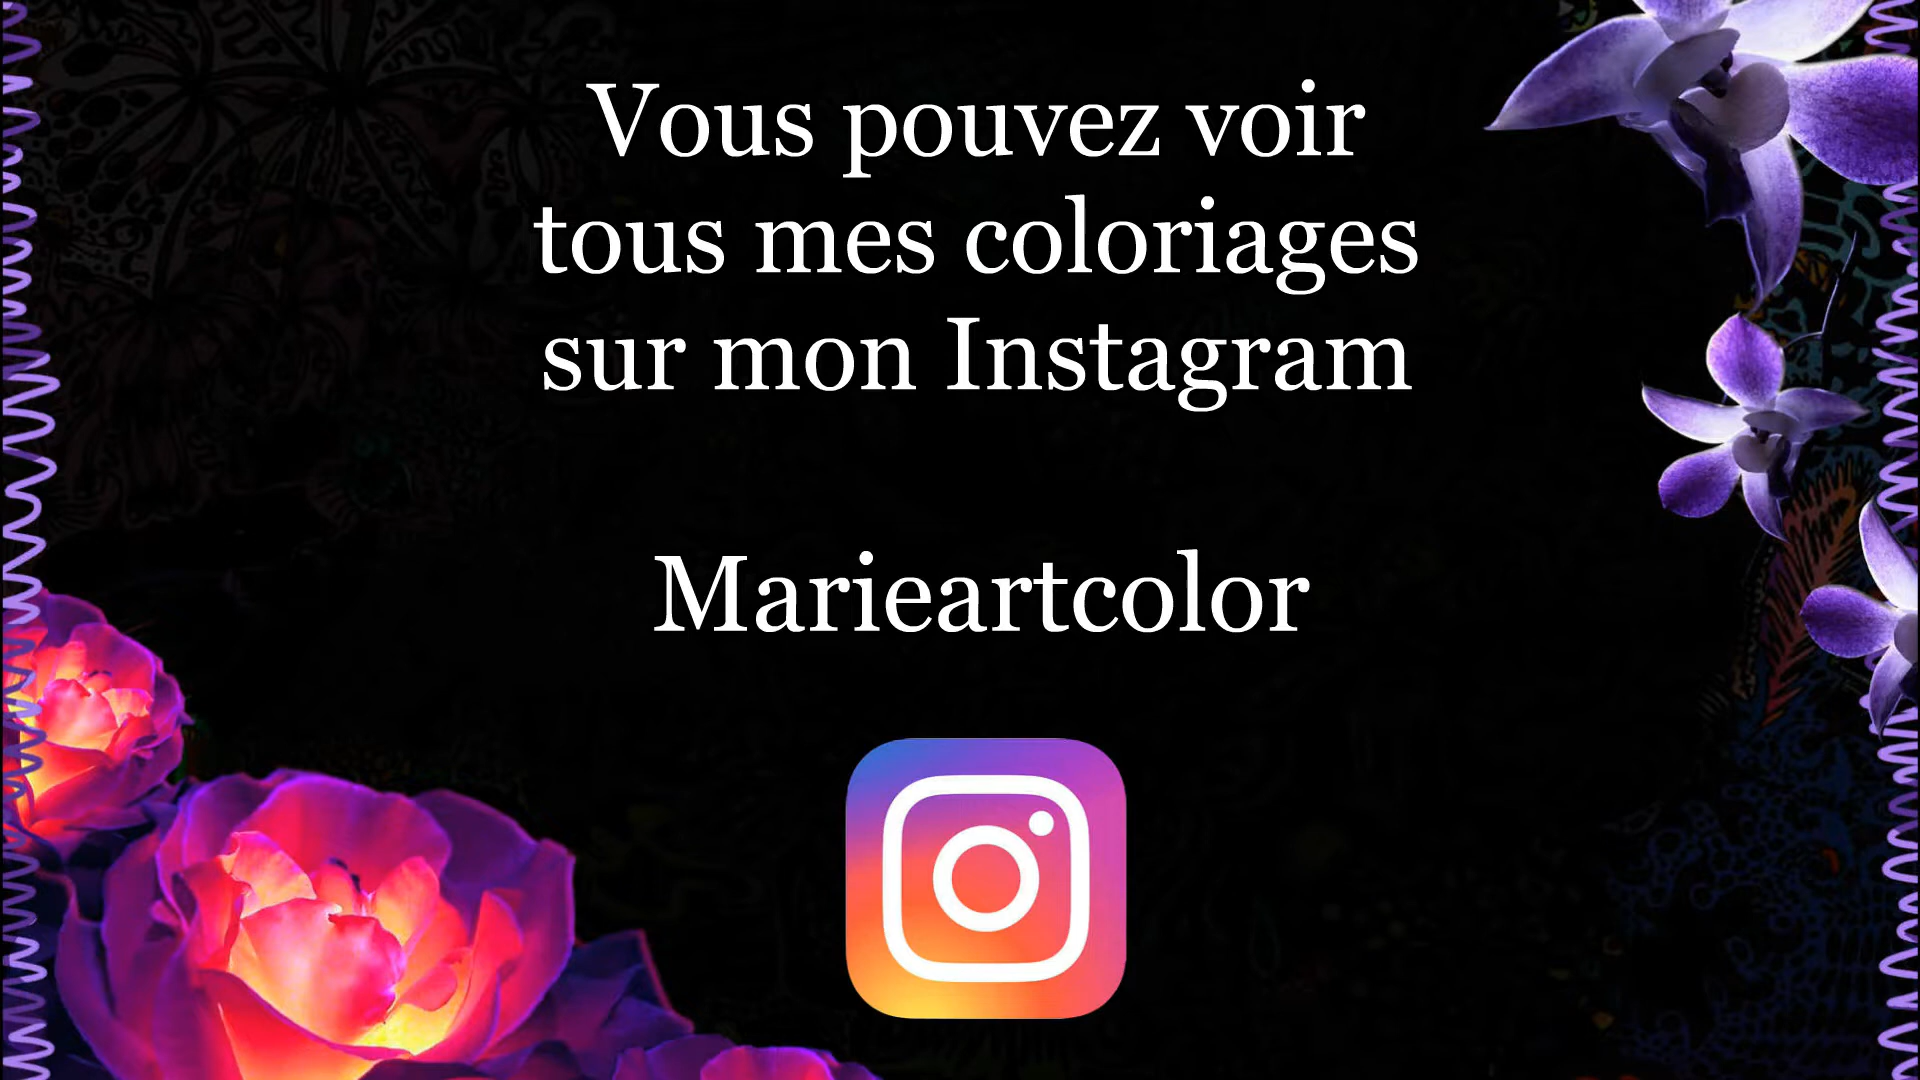 Vous pouvez voir
tous mes coloriages
sur mon Instagram
Marieartcolor